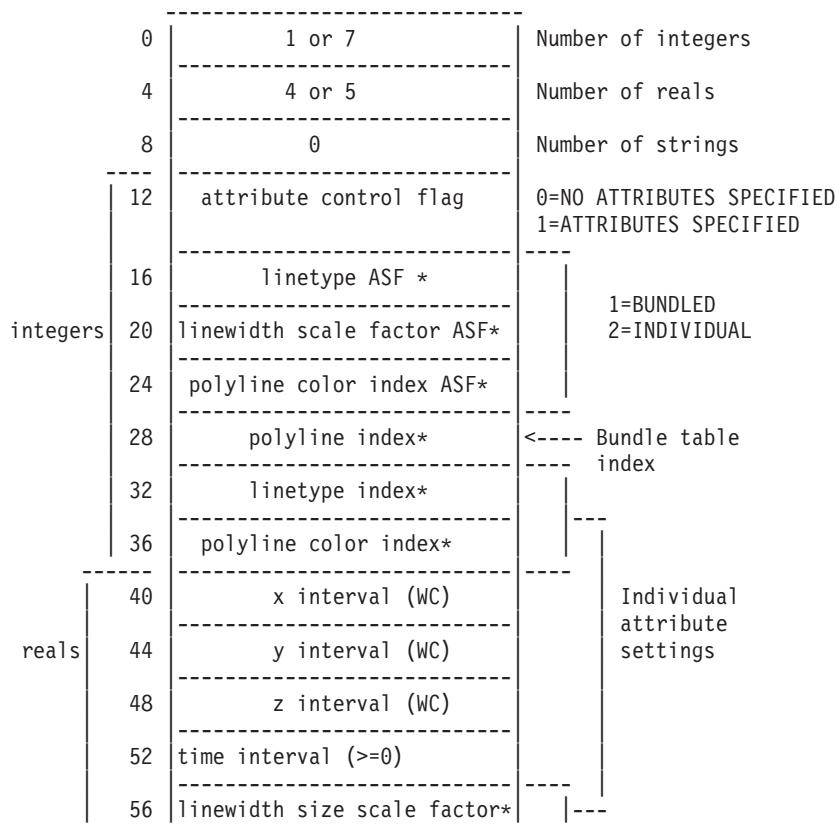 0 1 or 7 Number of integers
4 4 or 5 Number of reals
8 0 Number of strings
12 attribute control flag 0=NO ATTRIBUTES SPECIFIED
1=ATTRIBUTES SPECIFIED
16 linetype ASF *
1=BUNDLED
integers 20 linewidth scale factor ASF* 2=INDIVIDUAL
24 polyline color index ASF*
28 polyline index* <---- Bundle table
index
32 linetype index*
36 polyline color index*
40 x interval (WC) Individual
attribute
reals 44 y interval (WC) settings
48 z interval (WC)
52 time interval (>=0)
56 linewidth size scale factor*